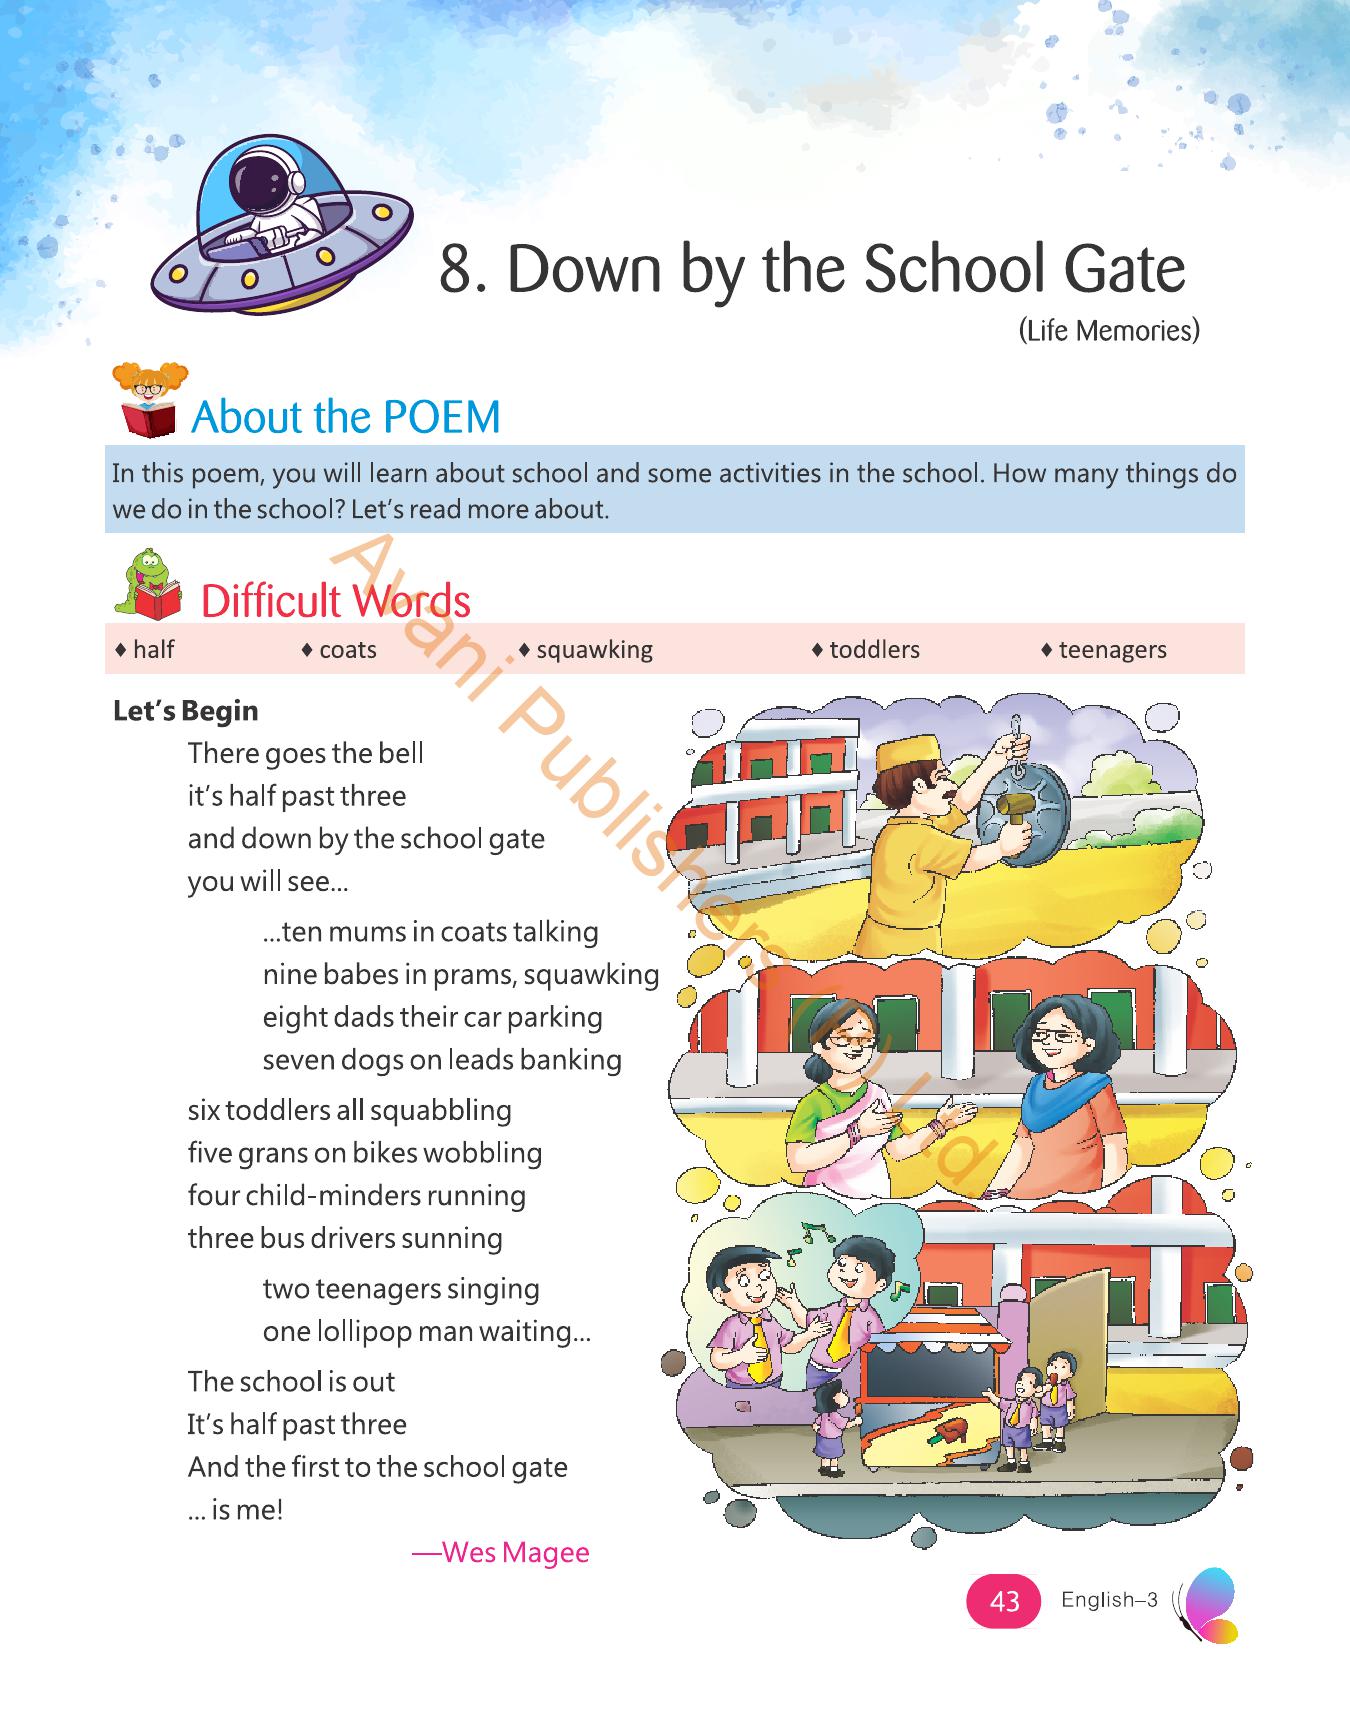 8. Down by the School Gate
(Life Memories)
About the POEM
In this poem, you will learn about school and some activities in the school. How many things do
we do in the school? Let's read more about.
Difficult Words
♦ half ♦ coats ♦ squawking ♦ toddlers ♦ teenagers
Let's Begin
There goes the bell
it's half past three
and down by the school gate
you will see...
...ten mums in coats talking
nine babes in prams, squawking
eight dads their car parking
seven dogs on leads banking
six toddlers all squabbling
five grans on bikes wobbling
four child-minders running
three bus drivers sunning
two teenagers singing
one lollipop man waiting...
The school is out
It's half past three
And the first to the school gate
... is me!
—Wes Magee
43 English–3
Avani Publishers (P) Ltd.